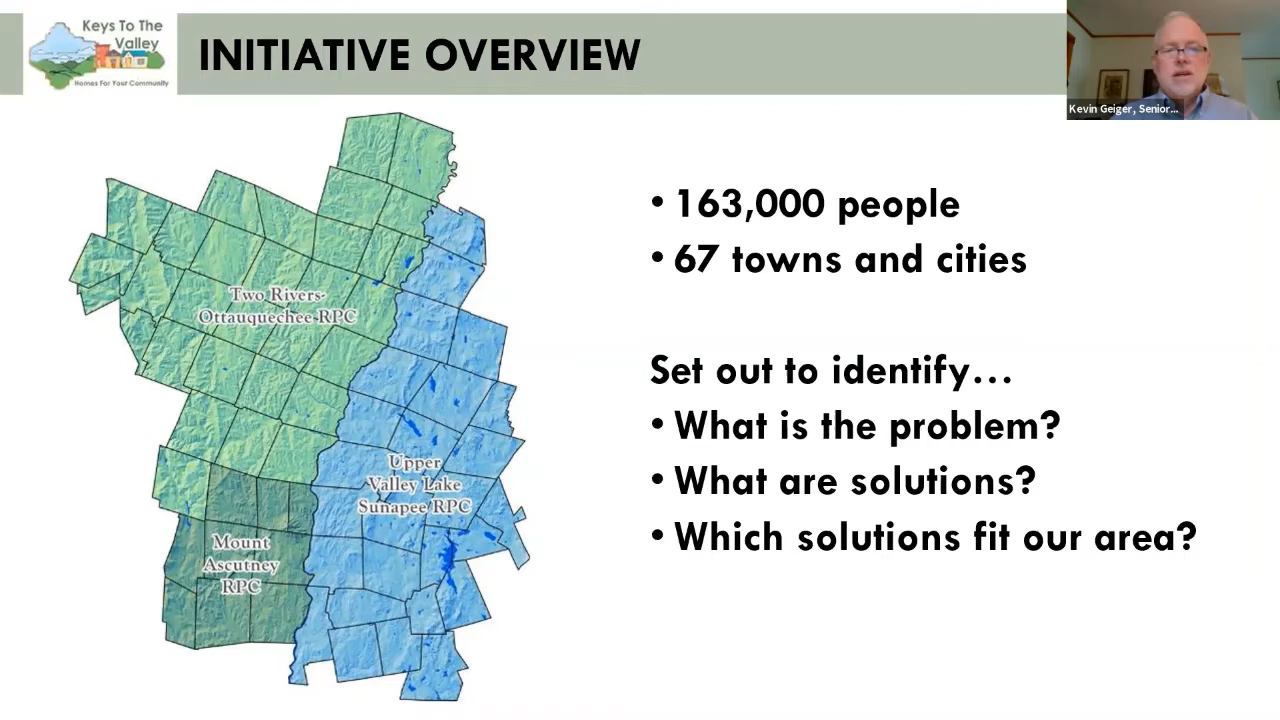 Keys To The
Valley
Homes For Your Community
INITIATIVE OVERVIEW
Kevin Geiger, Senior...
• 163,000 people
• 67 towns and cities
Set out to identify...
• What is the problem?
• What are solutions?
• Which solutions fit our area?
Two Rivers-
Ottauquechee RPC
Upper
Valley Lake
Sunapee RPC
Mount
Ascutney
RPC